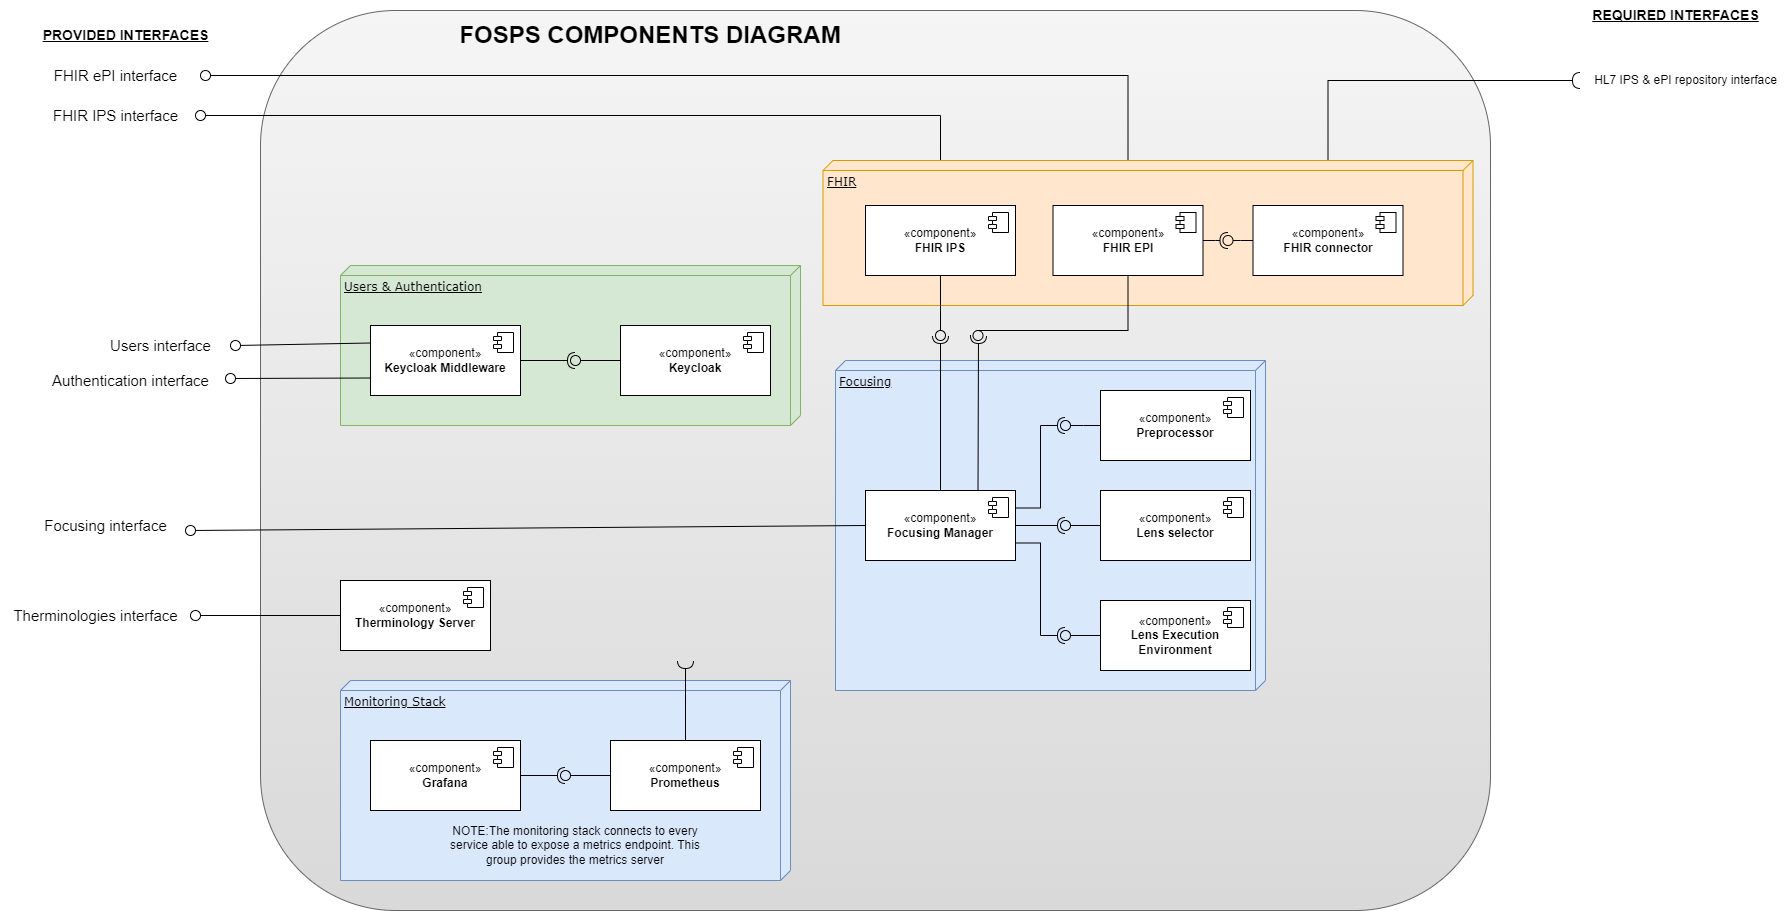 FOSPS COMPONENTS DIAGRAM
PROVIDED INTERFACES
REQUIRED INTERFACES
FHIR ePI interface
HL7 IPS & ePI repository interface
FHIR IPS interface
FHIR
«component»
FHIR IPS
«component»
FHIR EPI
«component»
FHIR connector
Users & Authentication
Users interface
Authentication interface
«component»
Keycloak Middleware
«component»
Keycloak
Focusing
«component»
Preprocessor
Focusing interface
«component»
Focusing Manager
«component»
Lens selector
«component»
Lens Execution
Environment
Therminologies interface
«component»
Therminology Server
Monitoring Stack
«component»
Grafana
«component»
Prometheus
NOTE:The monitoring stack connects to every
service able to expose a metrics endpoint. This
group provides the metrics server